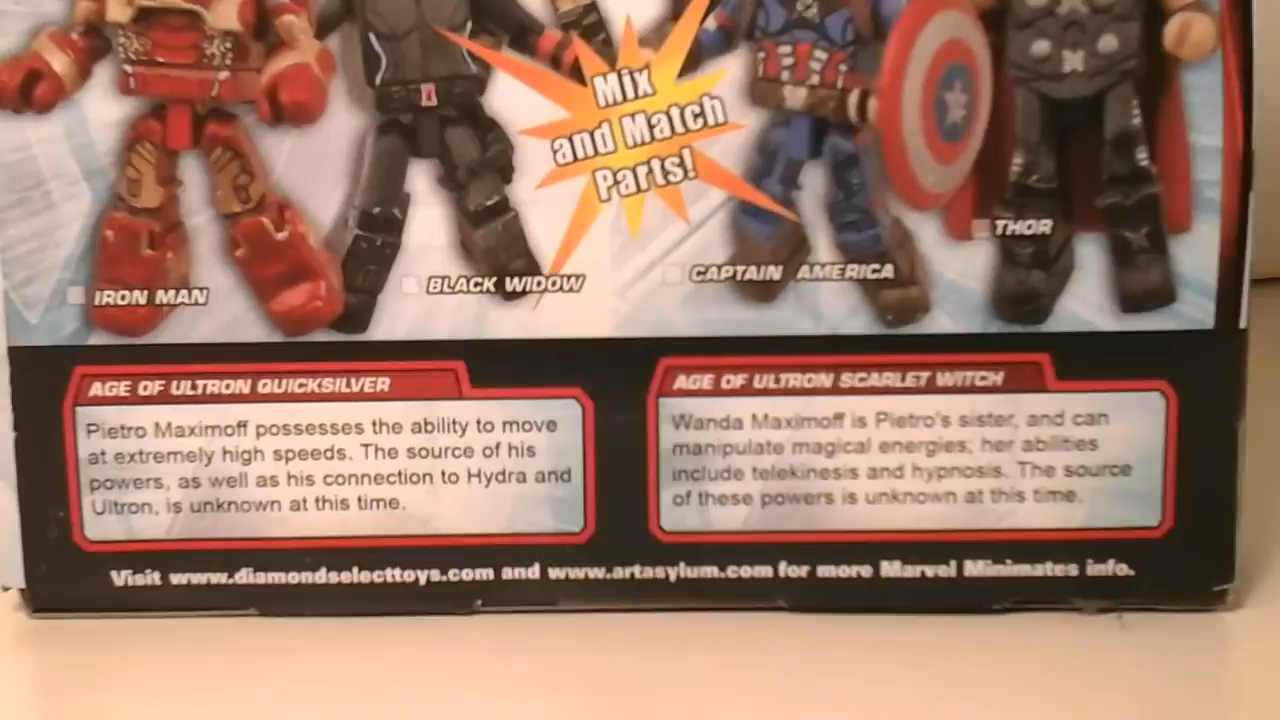 Mix
and Match
Parts!
THOR
CAPTAIN AMERICA
BLACK WIDOW
IRON MAN
AGE OF ULTRON QUICKSILVER
Pietro Maximoff possesses the ability to move
at extremely high speeds. The source of his
powers, as well as his connection to Hydra and
Ultron, is unknown at this time.
AGE OF ULTRON SCARLET WITCH
Wanda Maximoff is Pietro's sister, and can
manipulate magical energies; her abilities
include telekinesis and hypnosis. The source
of these powers is unknown at this time.
Visit www.diamondselecttoys.com and www.artasylum.com for more Marvel Minimates info.